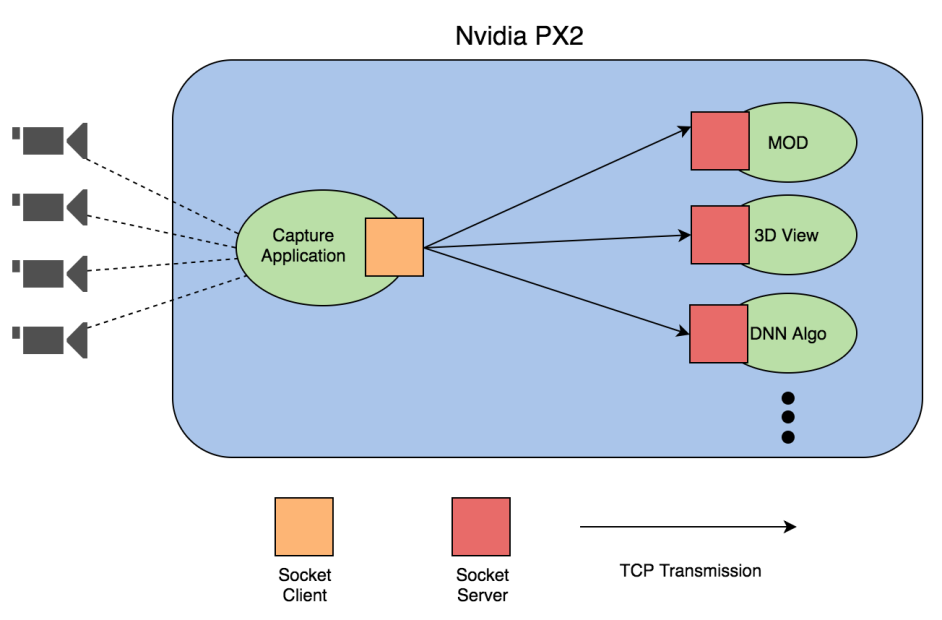 Nvidia PX2
MOD
Capture
Application
3D View
DNN Algo
Socket
Client
Socket
Server
TCP Transmission